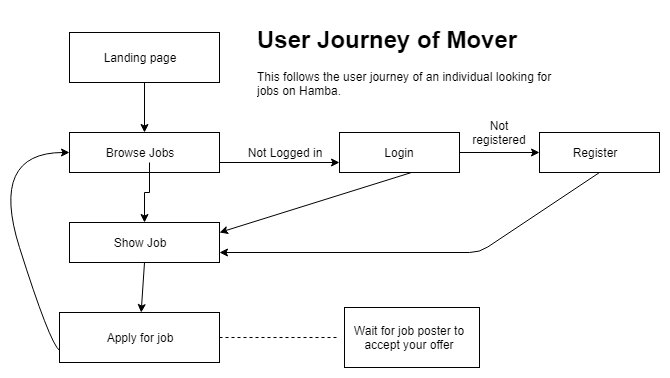 User Journey of Mover
Landing page
This follows the user journey of an individual looking for
jobs on Hamba.
Browse Jobs
Not Logged in
Login
Not
registered
Register
Show Job
Apply for job
Wait for job poster to
accept your offer